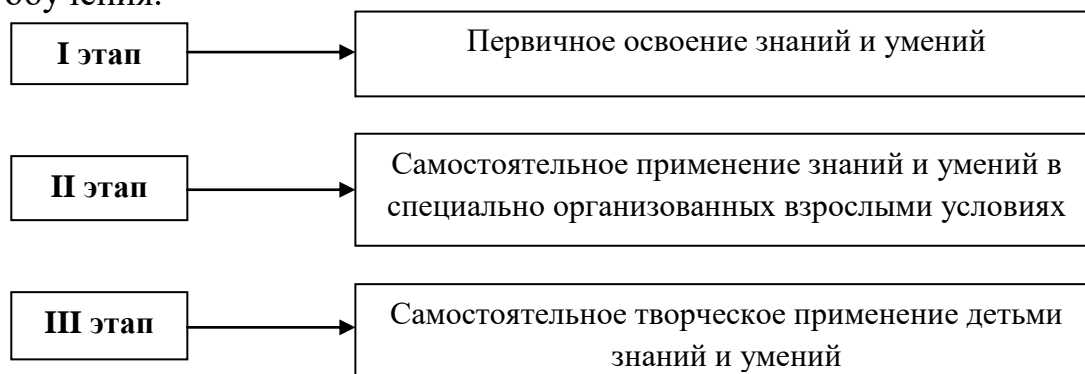 обучения.
I этап
Первичное освоение знаний и умений
II этап
Самостоятельное применение знаний и умений в
специально организованных взрослыми условиях
III этап
Самостоятельное творческое применение детьми
знаний и умений